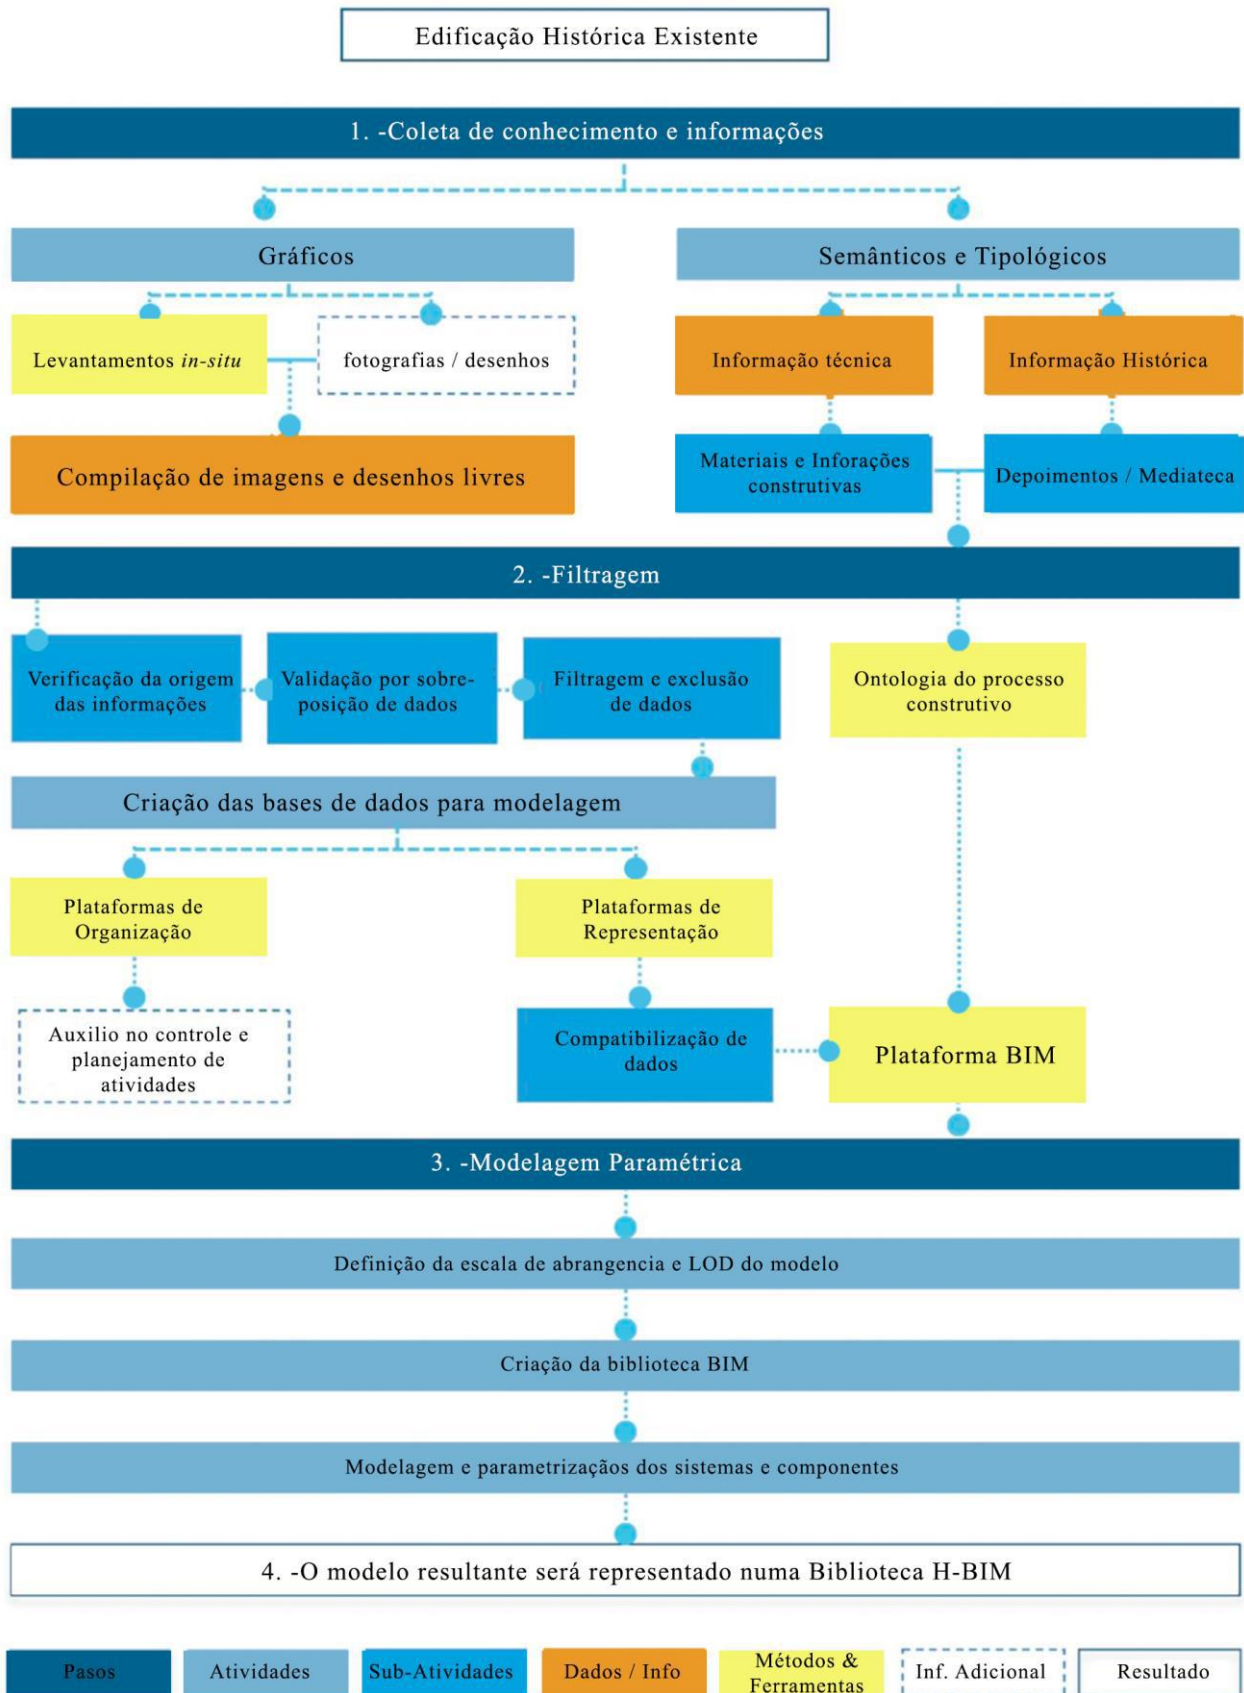 Edificação Histórica Existente
1. -Coleta de conhecimento e informações
Gráficos
Semânticos e Tipológicos
Levantamentos in-situ
fotografias / desenhos
Informação técnica
Informação Histórica
Compilação de imagens e desenhos livres
Materiais e Inforações
construtivas
Depoimentos / Mediateca
2. -Filtragem
Verificação da origem
das informações
Validação por sobre-
posição de dados
Filtragem e exclusão
de dados
Ontologia do processo
construtivo
Criação das bases de dados para modelagem
Plataformas de
Organização
Plataformas de
Representação
Auxilio no controle e
planejamento de
atividades
Compatibilização de
dados
Plataforma BIM
3. -Modelagem Paramétrica
Definição da escala de abrangencia e LOD do modelo
Criação da biblioteca BIM
Modelagem e parametrizaçãos dos sistemas e componentes
4. -O modelo resultante será representado numa Biblioteca H-BIM
Pasos
Atividades
Sub-Atividades
Dados / Info
Métodos &
Ferramentas
Inf. Adicional
Resultado